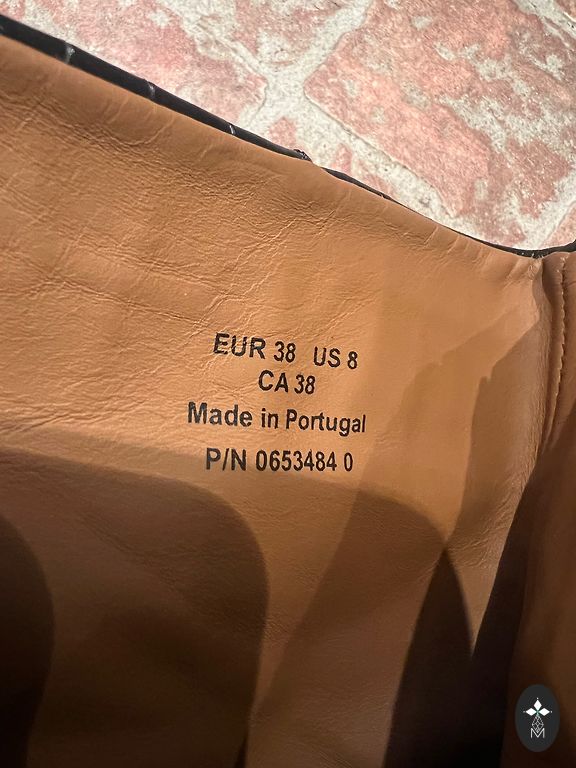 EUR 38 US 8
CA 38
Made in Portugal
P/N 0653484 0